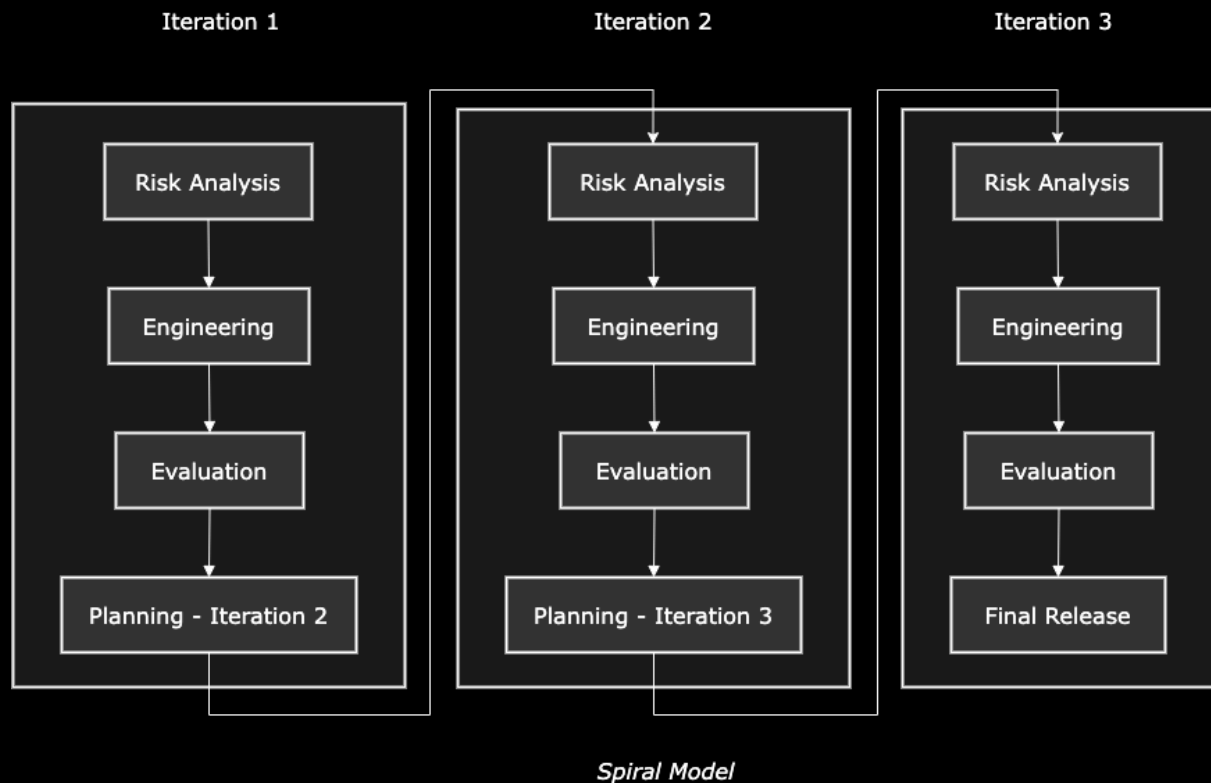 Iteration 1
Iteration 2
Iteration 3
Risk Analysis
Engineering
Evaluation
Planning - Iteration 2
Risk Analysis
Engineering
Evaluation
Planning - Iteration 3
Risk Analysis
Engineering
Evaluation
Final Release
Spiral Model